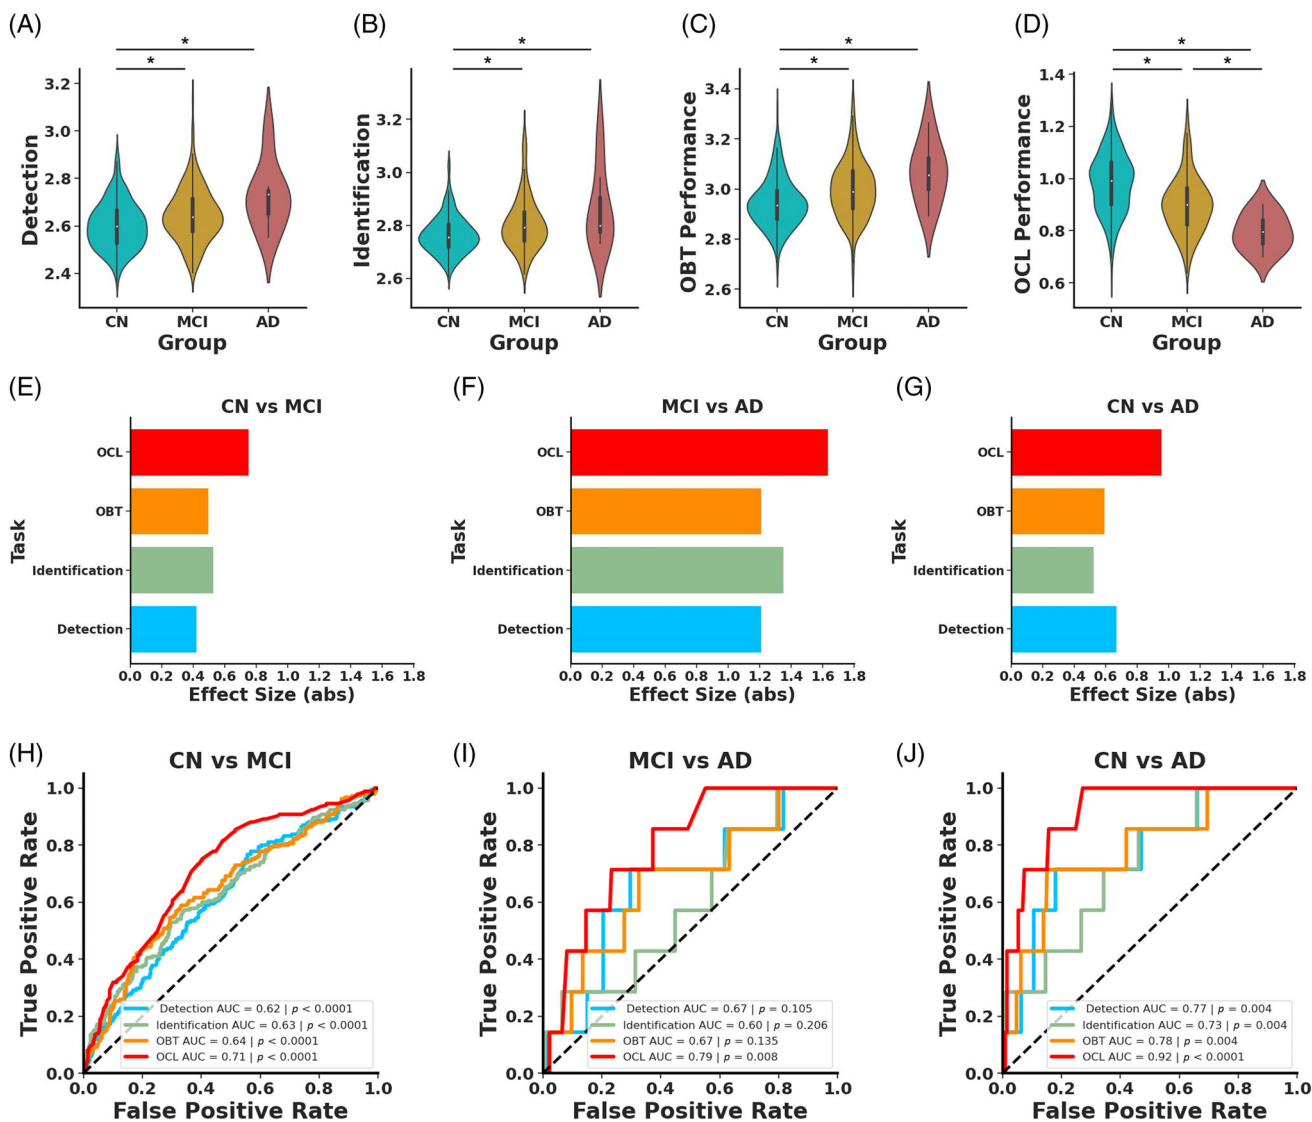 (A)
*
*
Detection
3.2
3.0
2.8
2.6
2.4
CN MCI AD
Group
(B)
*
*
Identification
3.2
3.0
2.8
2.6
CN MCI AD
Group
(C)
*
*
OBT Performance
3.4
3.2
3.0
2.8
2.6
CN MCI AD
Group
(D)
*
* *
OCL Performance
1.4
1.2
1.0
0.8
0.6
CN MCI AD
Group
(E)
CN vs MCI
Task
OCL
OBT
Identification
Detection
0.0 0.2 0.4 0.6 0.8 1.0 1.2 1.4 1.6 1.8
Effect Size (abs)
(F)
MCI vs AD
Task
OCL
OBT
Identification
Detection
0.0 0.2 0.4 0.6 0.8 1.0 1.2 1.4 1.6 1.8
Effect Size (abs)
(G)
CN vs AD
OCL
OBT
Identification
Detection
0.0 0.2 0.4 0.6 0.8 1.0 1.2 1.4 1.6 1.8
Effect Size (abs)
(H)
CN vs MCI
True Positive Rate
1.0
0.8
0.6
0.4
0.2
0.0
Detection AUC = 0.62 | p < 0.0001
Identification AUC = 0.63 | p < 0.0001
OBT AUC = 0.64 | p < 0.0001
OCL AUC = 0.71 | p < 0.0001
0.0 0.2 0.4 0.6 0.8 1.0
False Positive Rate
(I)
MCI vs AD
True Positive Rate
1.0
0.8
0.6
0.4
0.2
0.0
Detection AUC = 0.67 | p = 0.105
Identification AUC = 0.60 | p = 0.206
OBT AUC = 0.67 | p = 0.135
OCL AUC = 0.79 | p = 0.008
0.0 0.2 0.4 0.6 0.8 1.0
False Positive Rate
(J)
CN vs AD
True Positive Rate
1.0
0.8
0.6
0.4
0.2
0.0
Detection AUC = 0.77 | p = 0.004
Identification AUC = 0.73 | p = 0.004
OBT AUC = 0.78 | p = 0.004
OCL AUC = 0.92 | p < 0.0001
0.0 0.2 0.4 0.6 0.8 1.0
False Positive Rate